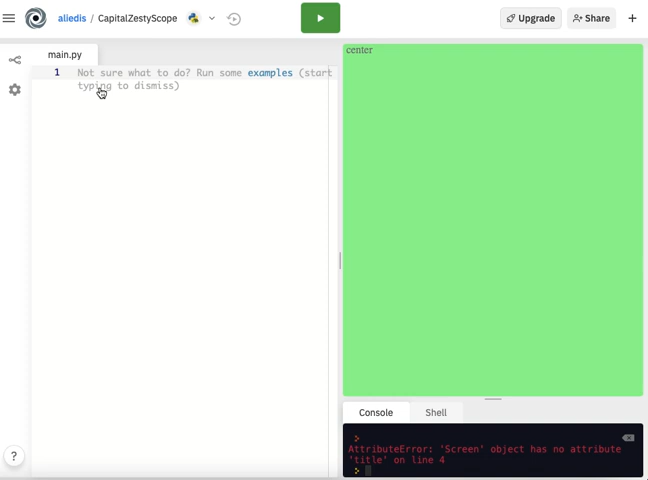 aliedis / CapitalZestyScope
Upgrade
Share
+
main.py
center
1 Not sure what to do? Run some examples (start
typing to dismiss)
Console
Shell
AttributeError: 'Screen' object has no attribute
'title' on line 4
?